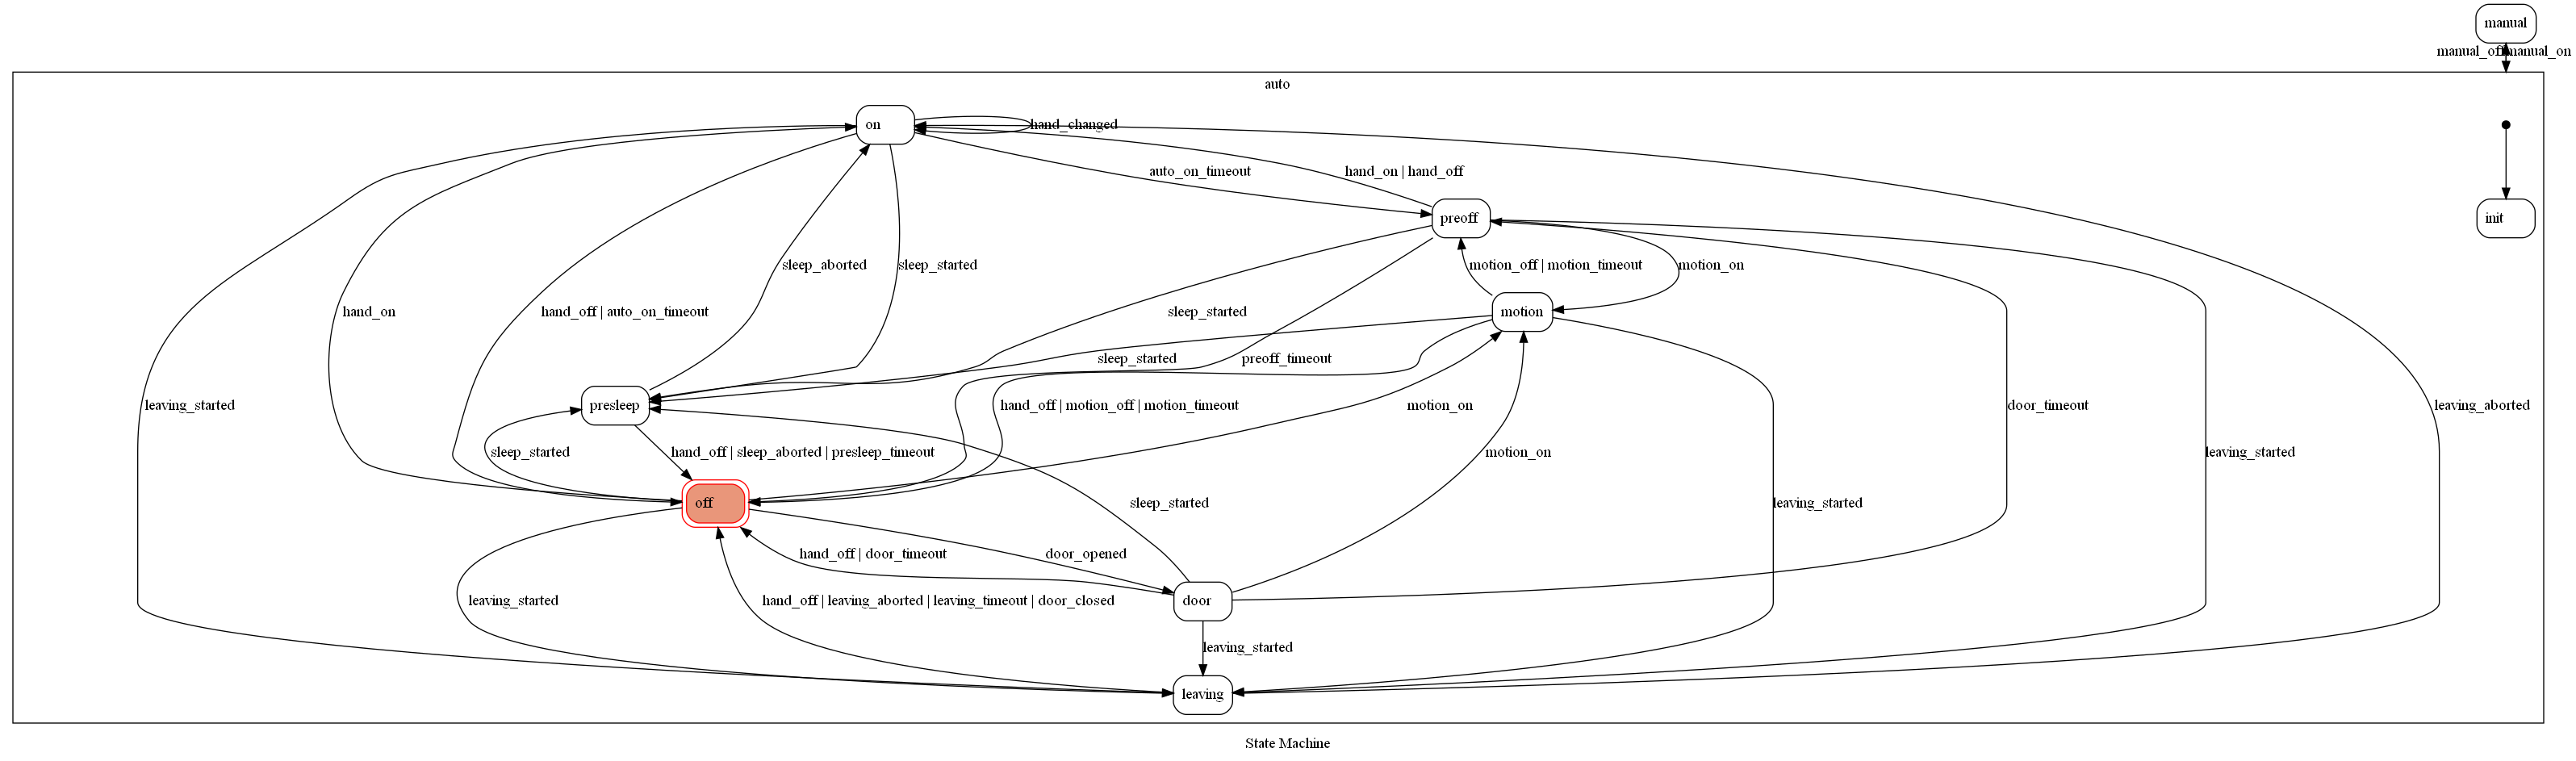 manual
manual_off
manual_on
auto
on
hand_changed
auto_on_timeout
hand_on | hand_off
preoff
init
sleep_aborted
sleep_started
motion_off | motion_timeout
motion_on
hand_on
hand_off | auto_on_timeout
sleep_started
motion
sleep_started
preoff_timeout
leaving_started
presleep
hand_off | motion_off | motion_timeout
motion_on
door_timeout
leaving_aborted
sleep_started
hand_off | sleep_aborted | presleep_timeout
motion_on
leaving_started
off
sleep_started
leaving_started
hand_off | door_timeout
door_opened
leaving_started
hand_off | leaving_aborted | leaving_timeout | door_closed
door
leaving_started
leaving
State Machine